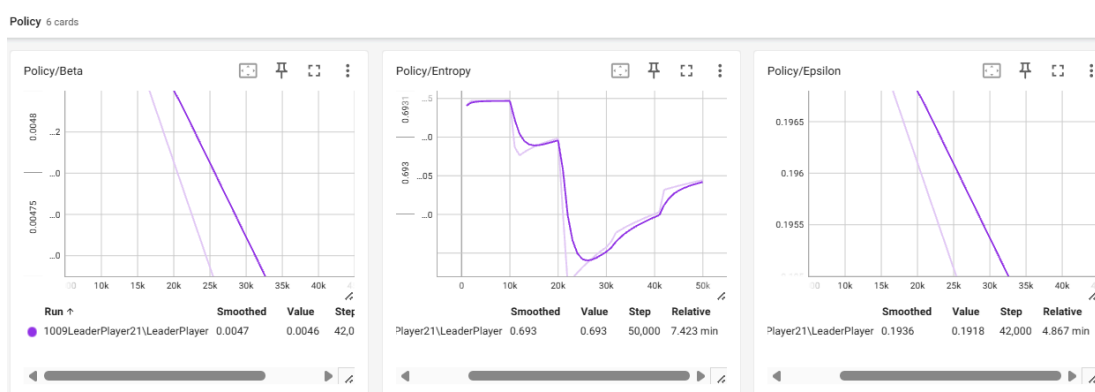 Policy 6 cards
Policy/Beta
0.0048
0.00475
...2
...0
...0
...0
00 10k 15k 20k 25k 30k 35k 40k 4
Run ↑ Smoothed Value Step
1009LeaderPlayer21\LeaderPlayer 0.0047 0.0046 42,0
Policy/Entropy
0.6931
0.693
...5
...0
...05
...0
0 10k 20k 30k 40k 50k
Smoothed Value Step Relative
Player21\LeaderPlayer 0.693 0.693 50,000 7.423 min
Policy/Epsilon
0.1965
0.196
0.1955
00 10k 15k 20k 25k 30k 35k 40k 4
Smoothed Value Step Relative
Player21\LeaderPlayer 0.1936 0.1918 42,000 4.867 min